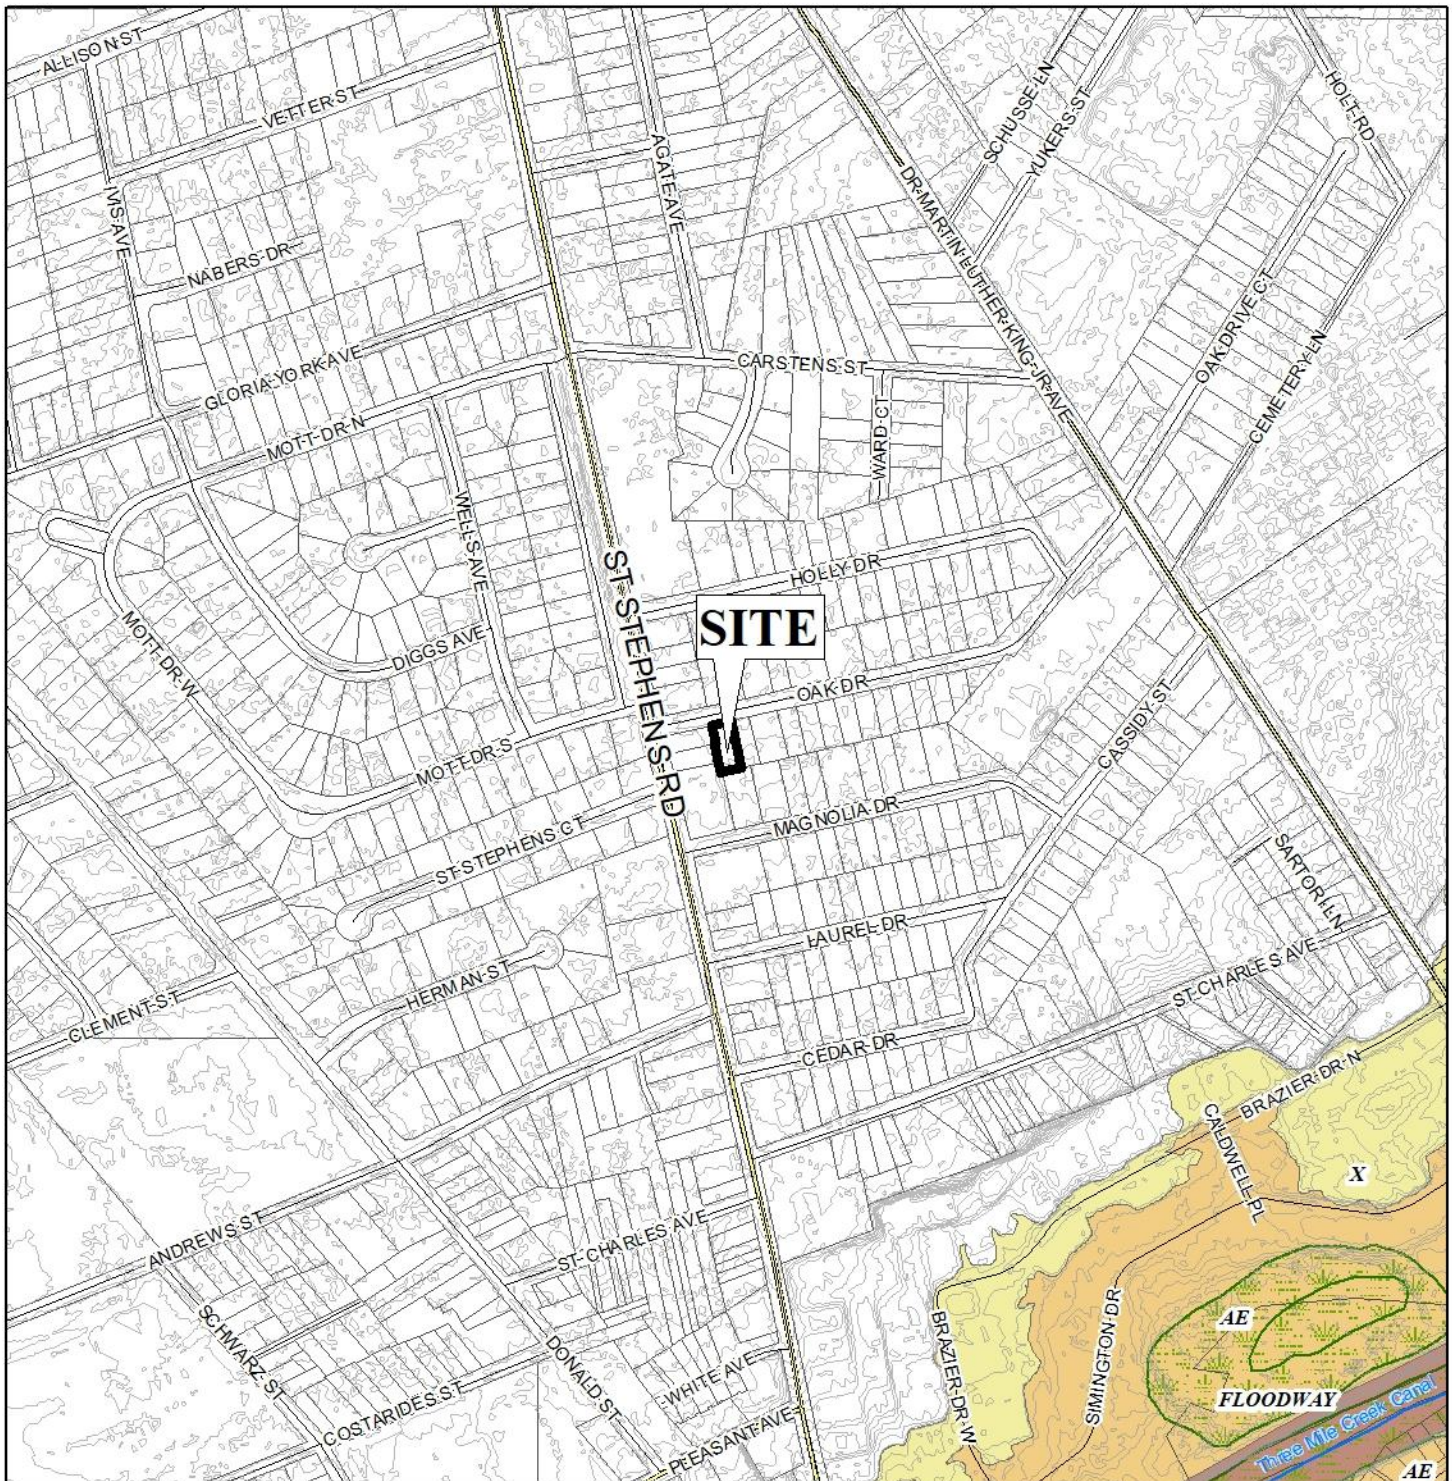 ALLISON ST
VETTER ST
IVIS AVE
NABERS DR
GLORIA YORK AVE
MOTT DR N
AGATE AVE
SCHUSSE LN
YUKERS ST
HOLT RD
DR MARTIN LUTHER KING JR AVE
OAK DRIVE CT
CEMETERY LN
CARSTENS ST
WARD CT
WELLS AVE
DIGGS AVE
MOTT DR W
ST STEPHENS RD
HOLLY DR
SITE
OAK DR
MOTT DR S
CASSIDY ST
MAGNOLIA DR
ST STEPHENS CT
SARTORI LN
LAUREL DR
HERMAN ST
CLEMENT ST
ST CHARLES AVE
CEDAR DR
BRAZIER DR N
CALDWELL PL
X
ANDREWS ST
ST CHARLES AVE
SCHWARZ ST
DONALD ST
COSTARIDES ST
WHITE AVE
PLEASANT AVE
BRAZIER DR W
SIMINGTON DR
AE
FLOODWAY
Three Mile Creek Canal
AE